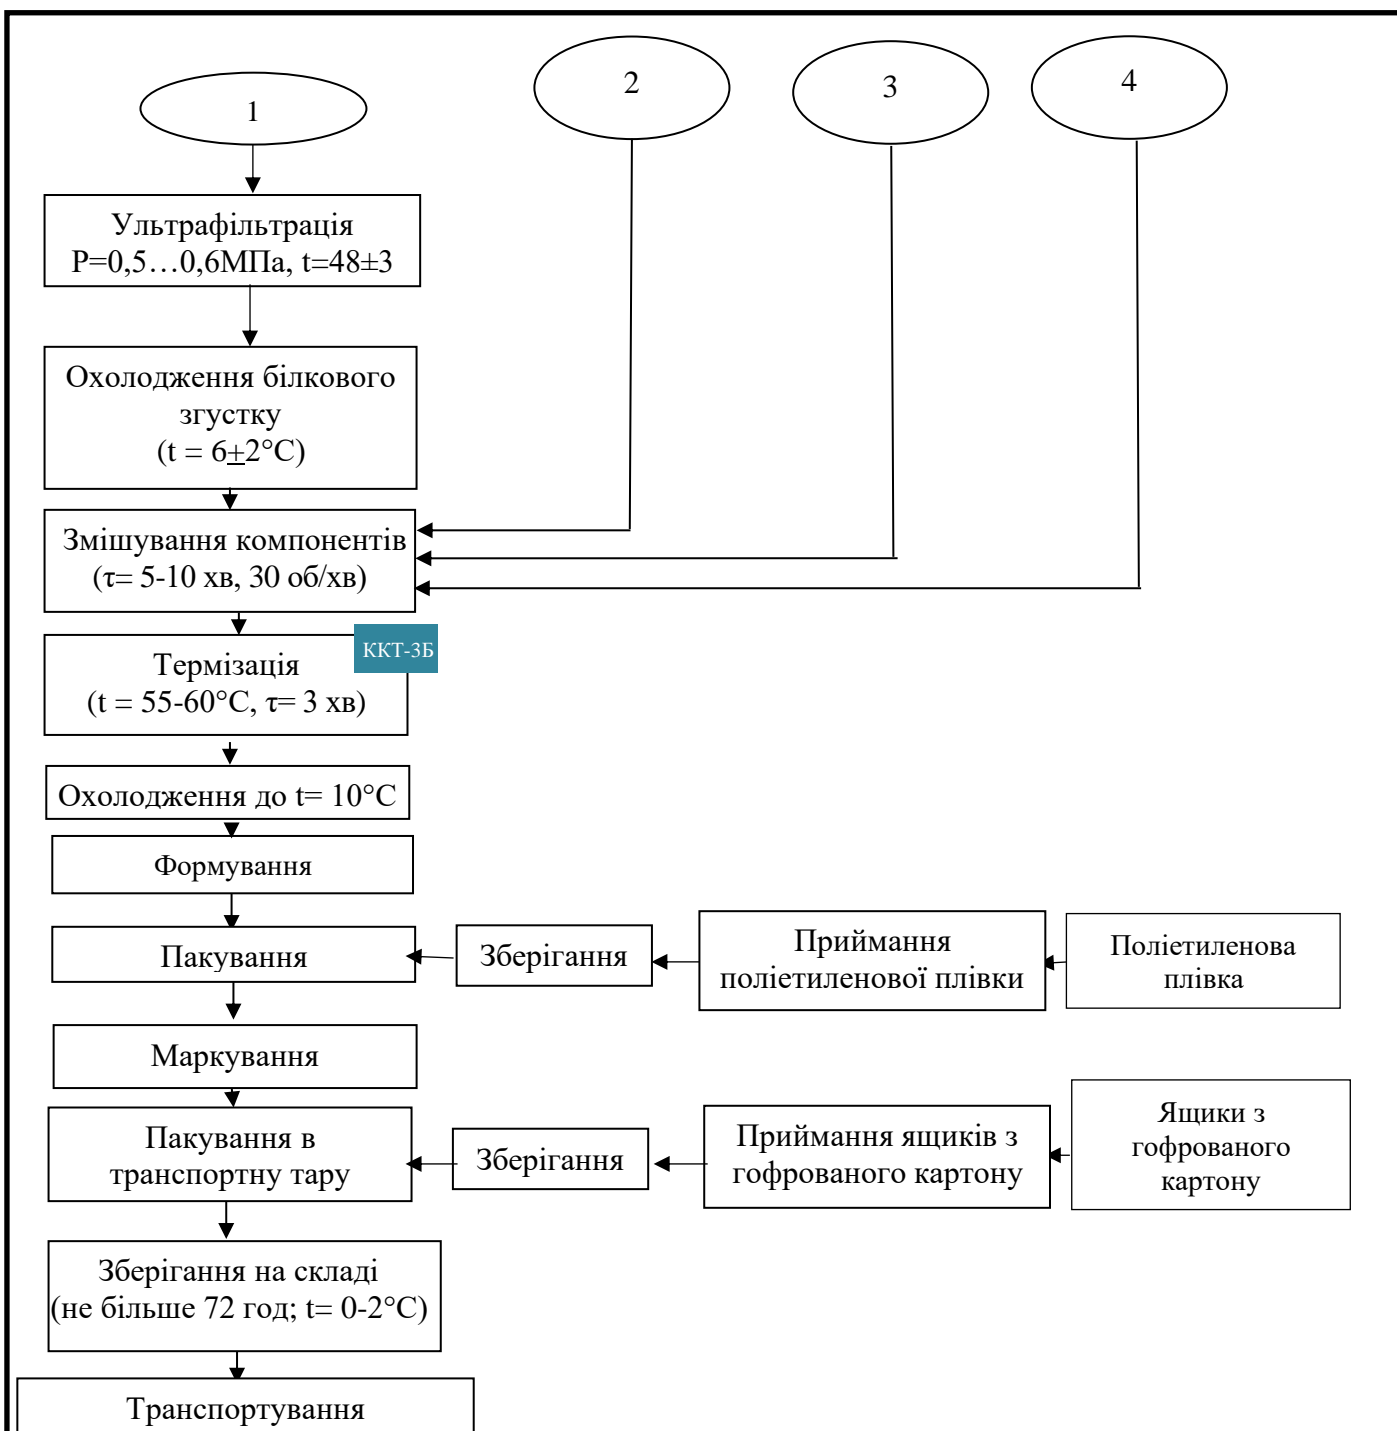 1
2
3
4
Ультрафільтрація
Р=0,5…0,6МПа, t=48±3
Охолодження білкового
згустку
(t = 6±2°С)
Змішування компонентів
(τ= 5-10 хв, 30 об/хв)
ККТ-3Б
Термізація
(t = 55-60°С, τ= 3 хв)
Охолодження до t= 10°С
Формування
Пакування
Зберігання
Приймання
поліетиленової плівки
Поліетиленова
плівка
Маркування
Пакування в
транспортну тару
Зберігання
Приймання ящиків з
гофрованого картону
Ящики з
гофрованого
картону
Зберігання на складі
(не більше 72 год; t= 0-2°С)
Транспортування